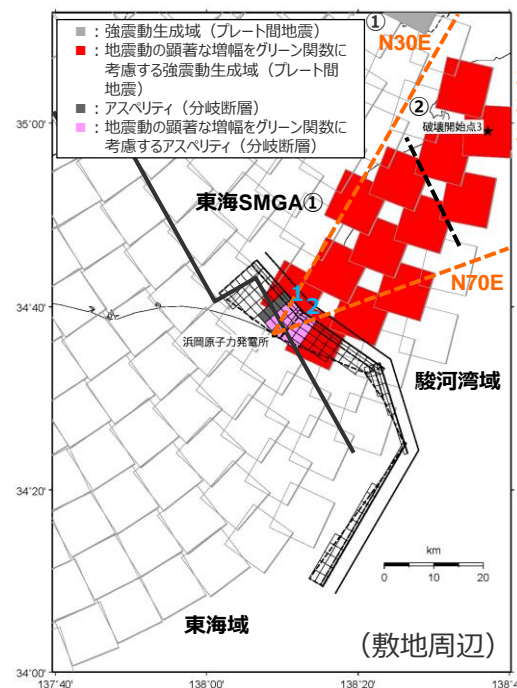 ■：強震動生成域（プレート間地震）
■：地震動の顕著な増幅をグリーン関数に
考慮する強震動生成域（プレート間
地震）
■：アスペリティ（分岐断層）
■：地震動の顕著な増幅をグリーン関数に
考慮するアスペリティ（分岐断層）
①
N30E
②
破壊開始点3
35°00'
東海SMGA①
N70E
34°40'
1
2
浜岡原子力発電所
駿河湾域
34°20'
km
0 10 20
東海域
（敷地周辺）
34°00'
137°40' 138°00' 138°20'